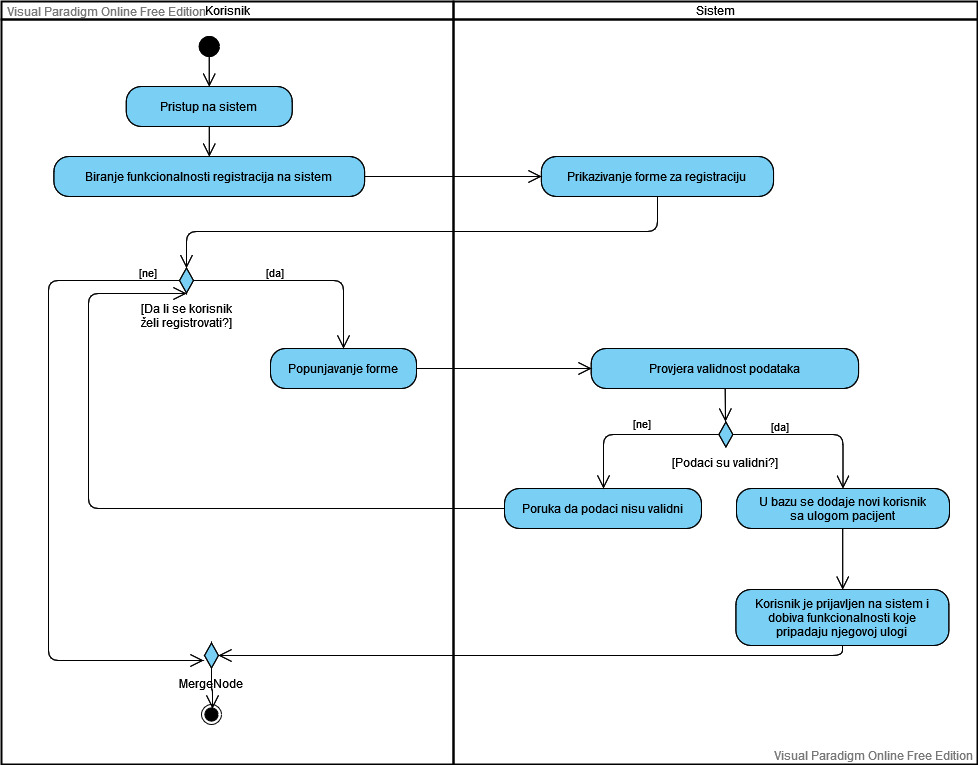 Visual Paradigm Online Free Edition
Korisnik
Sistem
Pristup na sistem
Biranje funkcionalnosti registracija na sistem
Prikazivanje forme za registraciju
[ne]
[da]
[Da li se korisnik
želi registrovati?]
Popunjavanje forme
Provjera validnost podataka
[ne]
[da]
[Podaci su validni?]
Poruka da podaci nisu validni
U bazu se dodaje novi korisnik
sa ulogom pacijent
Korisnik je prijavljen na sistem i
dobiva funkcionalnosti koje
pripadaju njegovoj ulogi
MergeNode
Visual Paradigm Online Free Edition